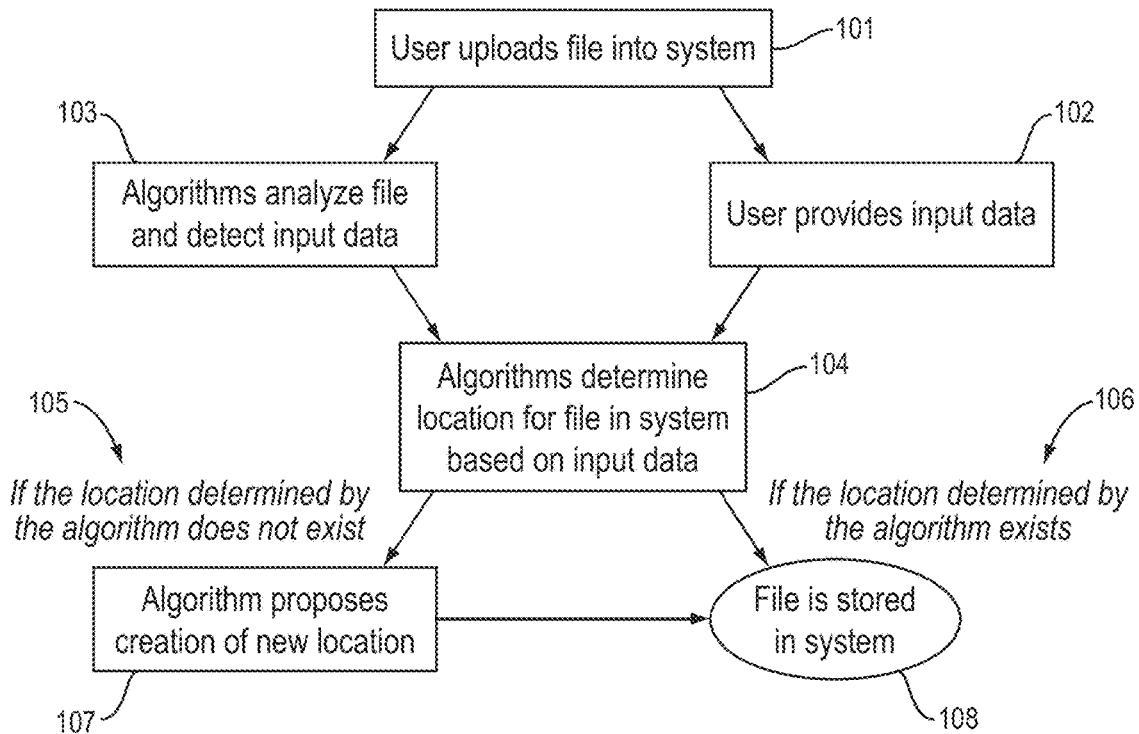 101
User uploads file into system
103
102
Algorithms analyze file
and detect input data
User provides input data
104
Algorithms determine
location for file in system
based on input data
105
106
If the location determined by
the algorithm does not exist
If the location determined by
the algorithm exists
Algorithm proposes
creation of new location
File is stored
in system
107
108